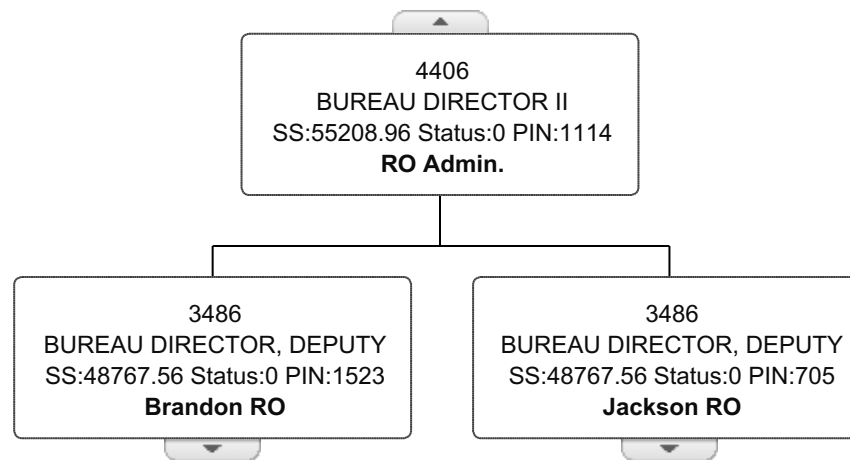 4406
BUREAU DIRECTOR II
SS:55208.96 Status:0 PIN:1114
RO Admin.
3486
BUREAU DIRECTOR, DEPUTY
SS:48767.56 Status:0 PIN:1523
Brandon RO
3486
BUREAU DIRECTOR, DEPUTY
SS:48767.56 Status:0 PIN:705
Jackson RO